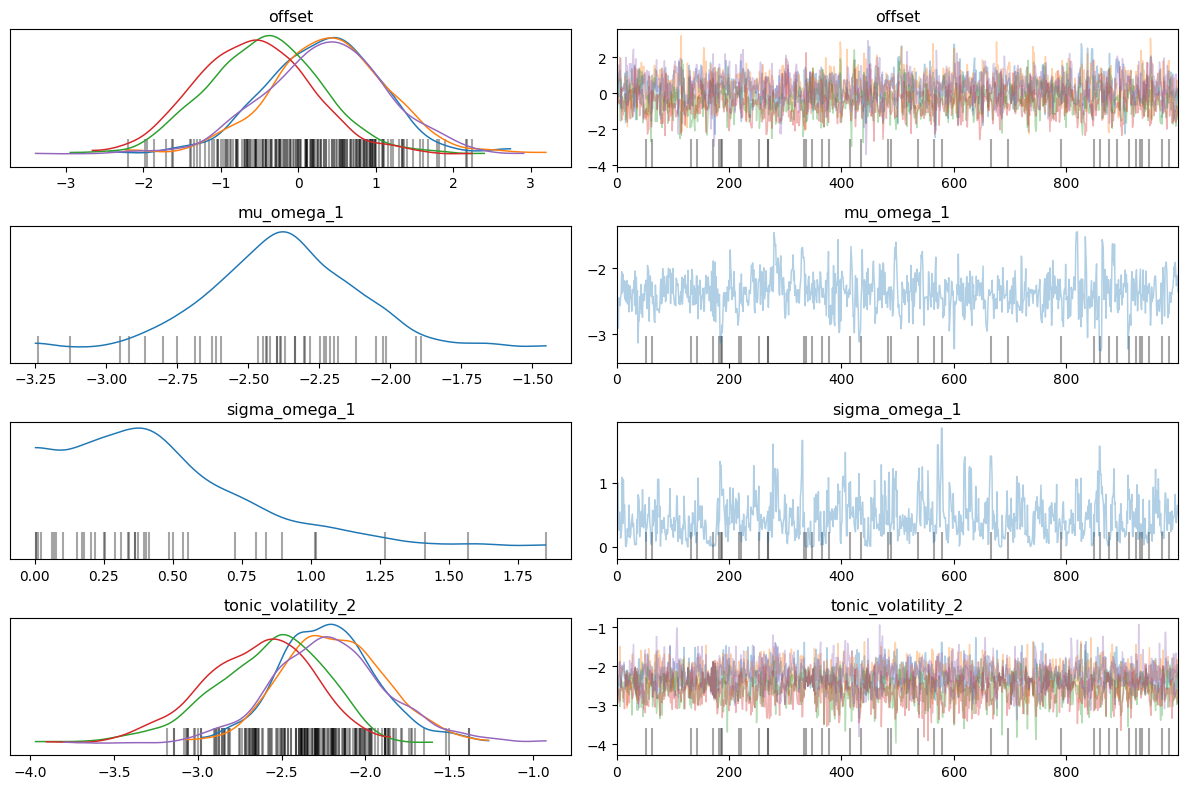 offset
offset
2
0
−2
−4
−3 −2 −1 0 1 2 3
0 200 400 600 800
mu_omega_1
mu_omega_1
−2
−3
−3.25 −3.00 −2.75 −2.50 −2.25 −2.00 −1.75 −1.50
0 200 400 600 800
sigma_omega_1
sigma_omega_1
1
0
0.00 0.25 0.50 0.75 1.00 1.25 1.50 1.75
0 200 400 600 800
tonic_volatility_2
tonic_volatility_2
−1
−2
−3
−4
−4.0 −3.5 −3.0 −2.5 −2.0 −1.5 −1.0
0 200 400 600 800